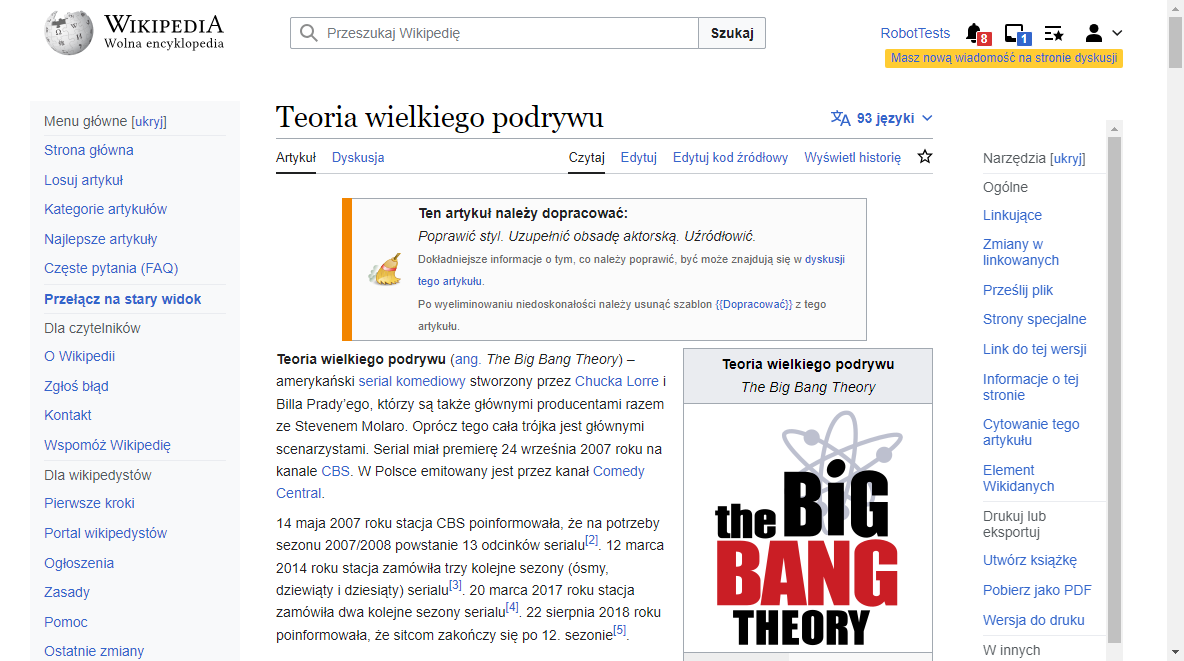 WIKIPEDIA
Wolna encyklopedia
Przeszukaj Wikipedię
Szukaj
RobotTests
8
1
Masz nową wiadomość na stronie dyskusji
Menu główne [ukryj]
Strona główna
Losuj artykuł
Kategorie artykułów
Najlepsze artykuły
Częste pytania (FAQ)
Przełącz na stary widok
Dla czytelników
O Wikipedii
Zgłoś błąd
Kontakt
Wspomóż Wikipedię
Dla wikipedystów
Pierwsze kroki
Portal wikipedystów
Ogłoszenia
Zasady
Pomoc
Ostatnie zmiany
Teoria wielkiego podrywu
93 języki
Artykuł
Dyskusja
Czytaj
Edytuj
Edytuj kod źródłowy
Wyświetl historię
Ten artykuł należy dopracować:
Poprawić styl. Uzupełnić obsadę aktorską. Uźródłowić.
Dokładniejsze informacje o tym, co należy poprawić, być może znajdują się w dyskusji
tego artykułu.
Po wyeliminowaniu niedoskonałości należy usunąć szablon {{Dopracować}} z tego
artykułu.
Teoria wielkiego podrywu (ang. The Big Bang Theory) –
amerykański serial komediowy stworzony przez Chucka Lorre i
Billa Prady’ego, którzy są także głównymi producentami razem
ze Stevenem Molaro. Oprócz tego cała trójka jest głównymi
scenarzystami. Serial miał premierę 24 września 2007 roku na
kanale CBS. W Polsce emitowany jest przez kanał Comedy
Central.
14 maja 2007 roku stacja CBS poinformowała, że na potrzeby
sezonu 2007/2008 powstanie 13 odcinków serialu[2]. 12 marca
2014 roku stacja zamówiła trzy kolejne sezony (ósmy,
dziewiąty i dziesiąty) serialu[3]. 20 marca 2017 roku stacja
zamówiła dwa kolejne sezony serialu[4]. 22 sierpnia 2018 roku
poinformowała, że sitcom zakończy się po 12. sezonie[5].
Teoria wielkiego podrywu
The Big Bang Theory
the BiG
BANG
THEORY
Narzędzia [ukryj]
Ogólne
Linkujące
Zmiany w
linkowanych
Prześlij plik
Strony specjalne
Link do tej wersji
Informacje o tej
stronie
Cytowanie tego
artykułu
Element
Wikidanych
Drukuj lub
eksportuj
Utwórz książkę
Pobierz jako PDF
Wersja do druku
W innych